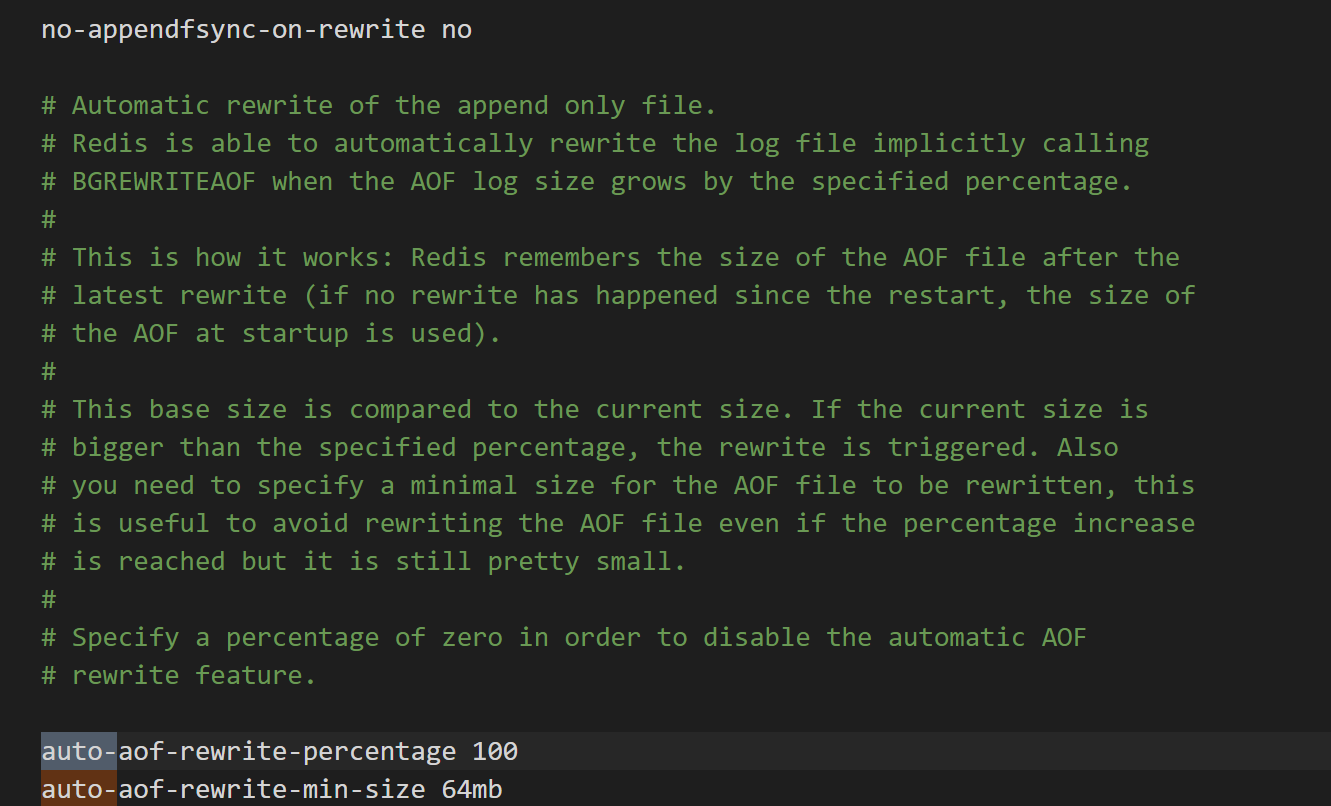 no-appendfsync-on-rewrite no
# Automatic rewrite of the append only file.
# Redis is able to automatically rewrite the log file implicitly calling
# BGREWRITEAOF when the AOF log size grows by the specified percentage.
#
# This is how it works: Redis remembers the size of the AOF file after the
# latest rewrite (if no rewrite has happened since the restart, the size of
# the AOF at startup is used).
#
# This base size is compared to the current size. If the current size is
# bigger than the specified percentage, the rewrite is triggered. Also
# you need to specify a minimal size for the AOF file to be rewritten, this
# is useful to avoid rewriting the AOF file even if the percentage increase
# is reached but it is still pretty small.
#
# Specify a percentage of zero in order to disable the automatic AOF
# rewrite feature.
auto-aof-rewrite-percentage 100
auto-aof-rewrite-min-size 64mb